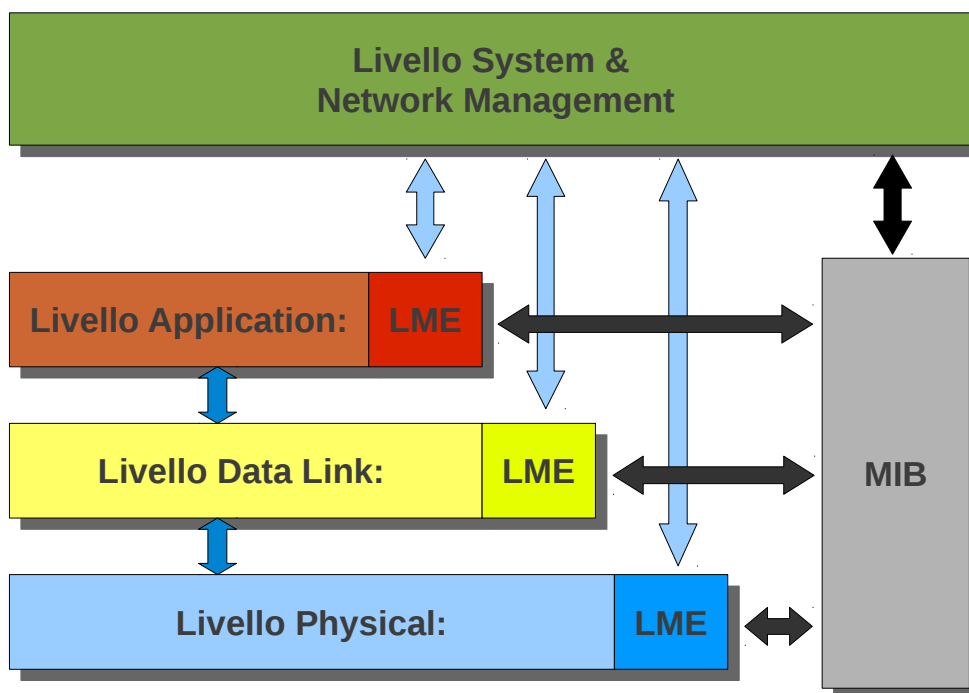 Livello System &
Network Management
Livello Application:
LME
Livello Data Link:
LME
MIB
Livello Physical:
LME